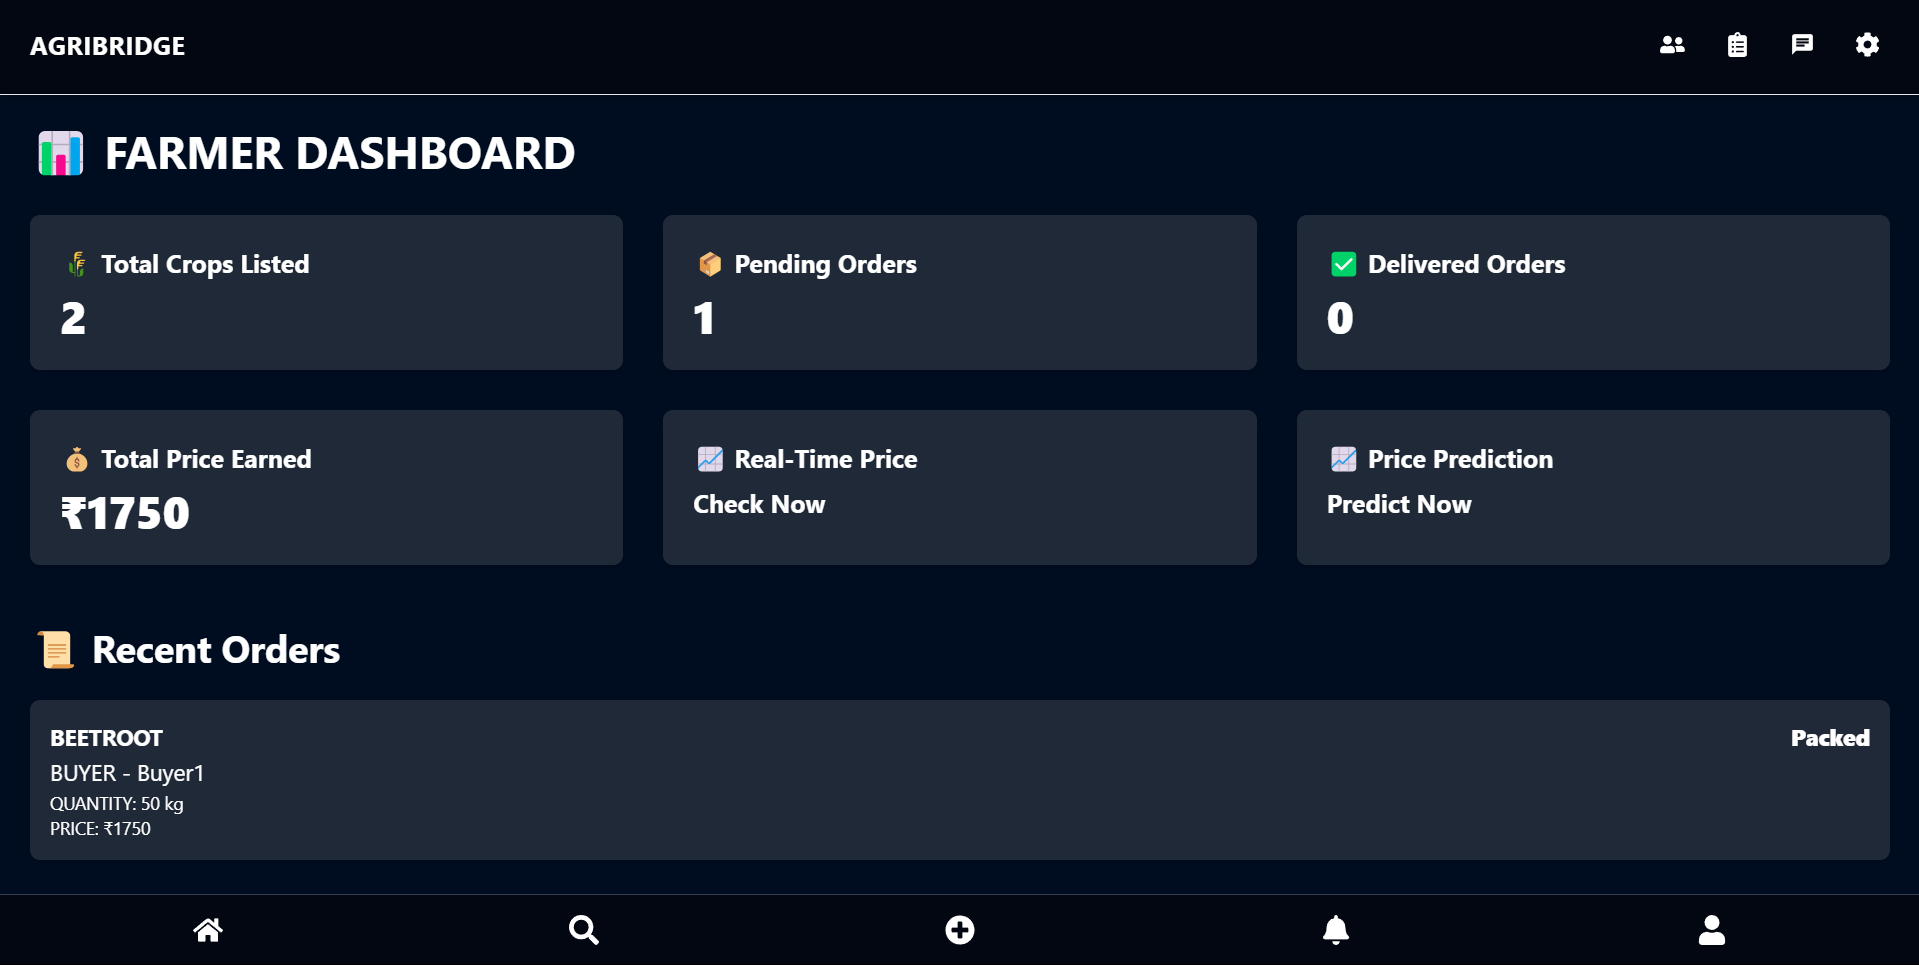 AGRIBRIDGE
FARMER DASHBOARD
Total Crops Listed
2
Pending Orders
1
Delivered Orders
0
Total Price Earned
₹1750
Real-Time Price
Check Now
Price Prediction
Predict Now
Recent Orders
BEETROOT
Packed
BUYER - Buyer1
QUANTITY: 50 kg
PRICE: ₹1750